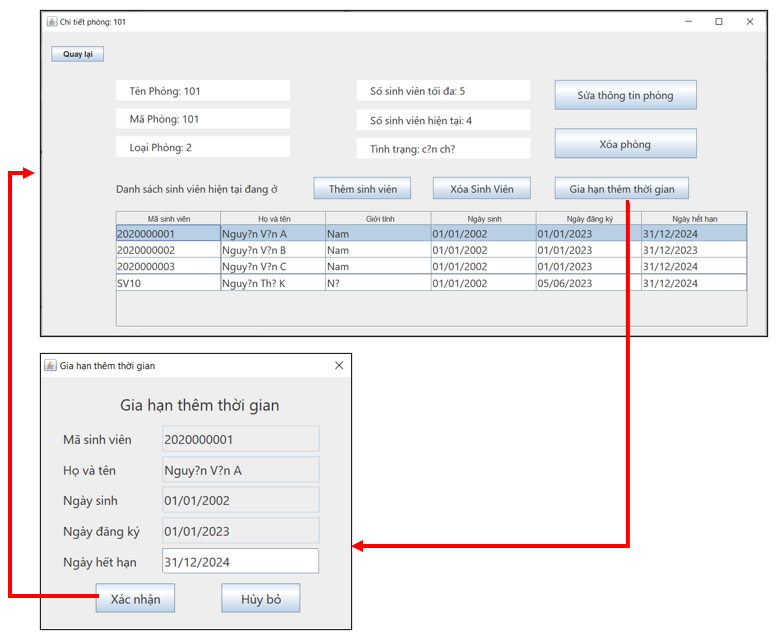 Chi tiết phòng: 101
Quay lại
Tên Phòng: 101
Số sinh viên tối đa: 5
Sửa thông tin phòng
Mã Phòng: 101
Số sinh viên hiện tại: 4
Xóa phòng
Loại Phòng: 2
Tình trạng: c?n ch?
Danh sách sinh viên hiện tại đang ở
Thêm sinh viên
Xóa Sinh Viên
Gia hạn thêm thời gian
Mã sinh viên Họ và tên Giới tính Ngày sinh Ngày đăng ký Ngày hết hạn
2020000001 Nguy?n V?n A Nam 01/01/2002 01/01/2023 31/12/2024
2020000002 Nguy?n V?n B Nam 01/01/2002 01/01/2023 31/12/2023
2020000003 Nguy?n V?n C Nam 01/01/2002 01/01/2023 31/12/2024
SV10 Nguy?n Th? K N? 01/01/2002 05/06/2023 31/12/2024
Gia hạn thêm thời gian
Gia hạn thêm thời gian
Mã sinh viên 2020000001
Họ và tên Nguy?n V?n A
Ngày sinh 01/01/2002
Ngày đăng ký 01/01/2023
Ngày hết hạn 31/12/2024
Xác nhận
Hủy bỏ